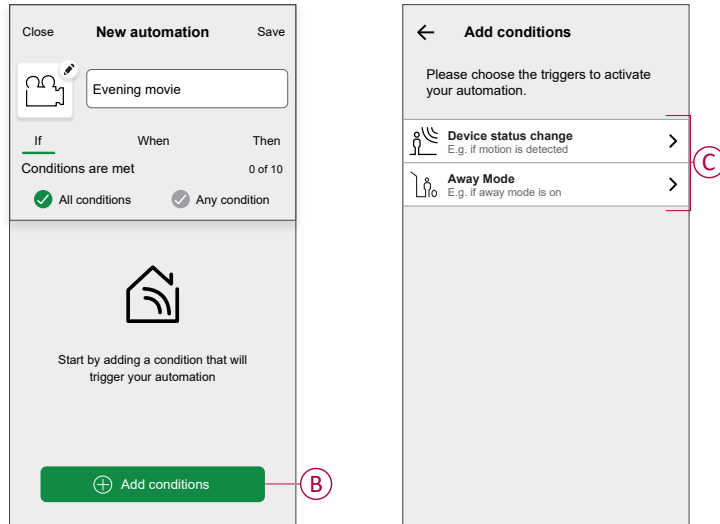 Close New automation Save
Evening movie
If When Then
Conditions are met 0 of 10
All conditions Any condition
Start by adding a condition that will
trigger your automation
Add conditions
B
Add conditions
Please choose the triggers to activate
your automation.
Device status change
E.g. if motion is detected
Away Mode
E.g. if away mode is on
C